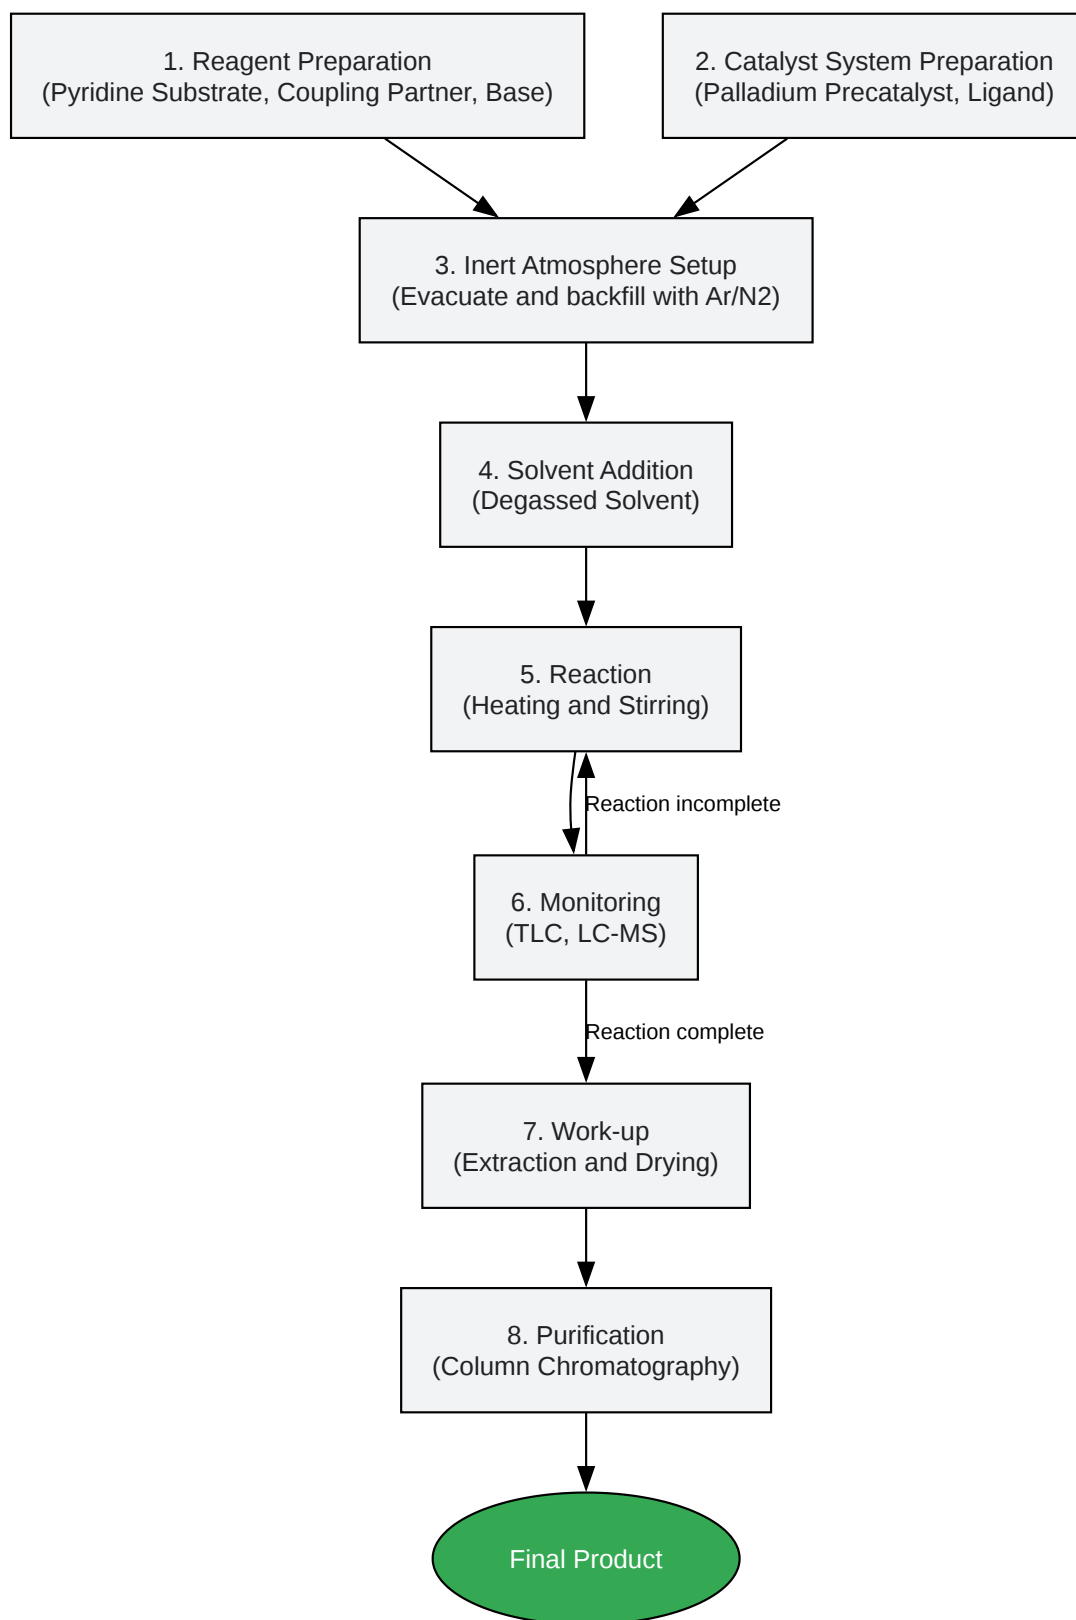 1. Reagent Preparation
(Pyridine Substrate, Coupling Partner, Base)
2. Catalyst System Preparation
(Palladium Precatalyst, Ligand)
3. Inert Atmosphere Setup
(Evacuate and backfill with Ar/N2)
4. Solvent Addition
(Degassed Solvent)
5. Reaction
(Heating and Stirring)
Reaction incomplete
6. Monitoring
(TLC, LC-MS)
Reaction complete
7. Work-up
(Extraction and Drying)
8. Purification
(Column Chromatography)
Final Product